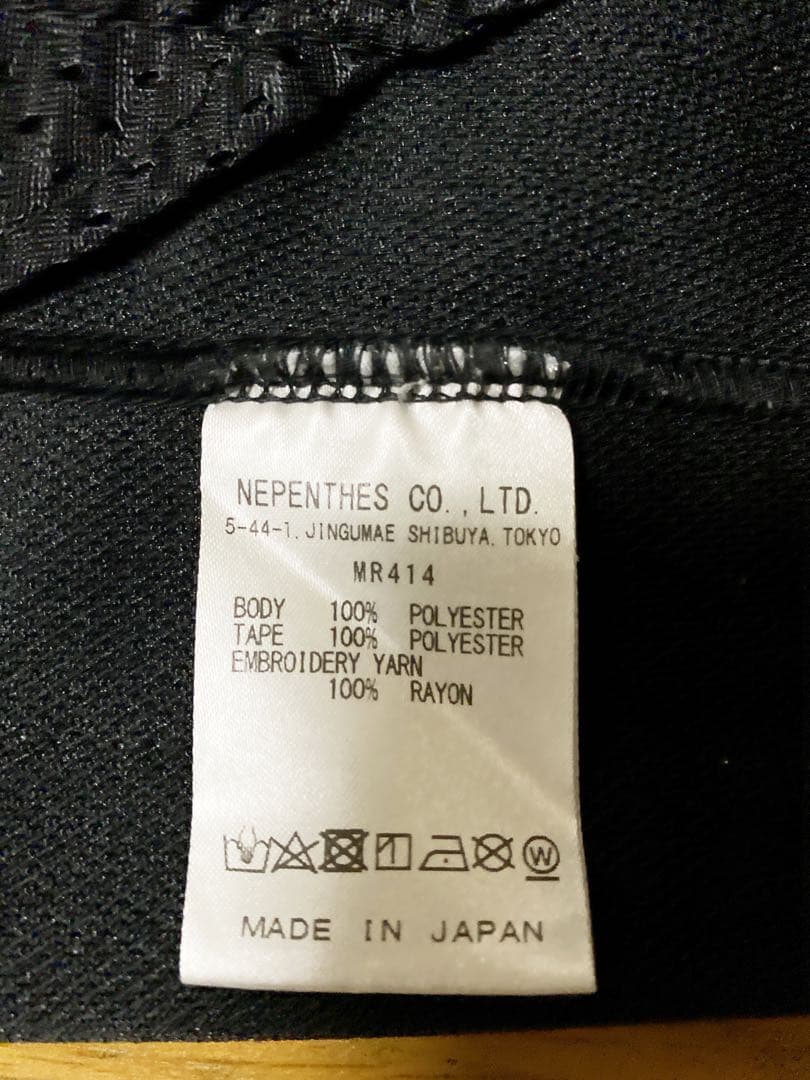 NEPENTHES CO., LTD.
5-44-1, JINGUMAE SHIBUYA, TOKYO
MR414
BODY 100% POLYESTER
TAPE 100% POLYESTER
EMBROIDERY YARN
100% RAYON
W
MADE IN JAPAN